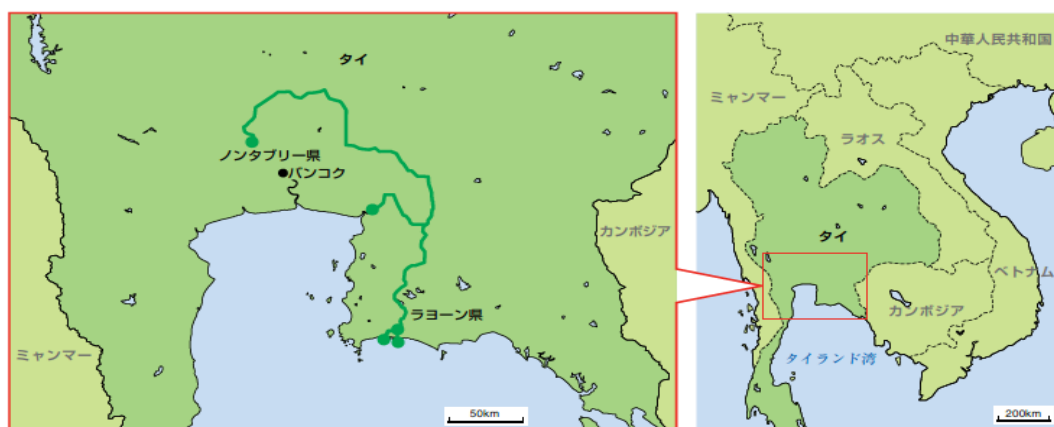 タイ
ノンタブリー県
バンコク
カンボジア
ラヨーン県
ミャンマー
50km
中華人民共和国
ミャンマー
ラオス
タイ
ベトナム
カンボジア
タイランド湾
200km